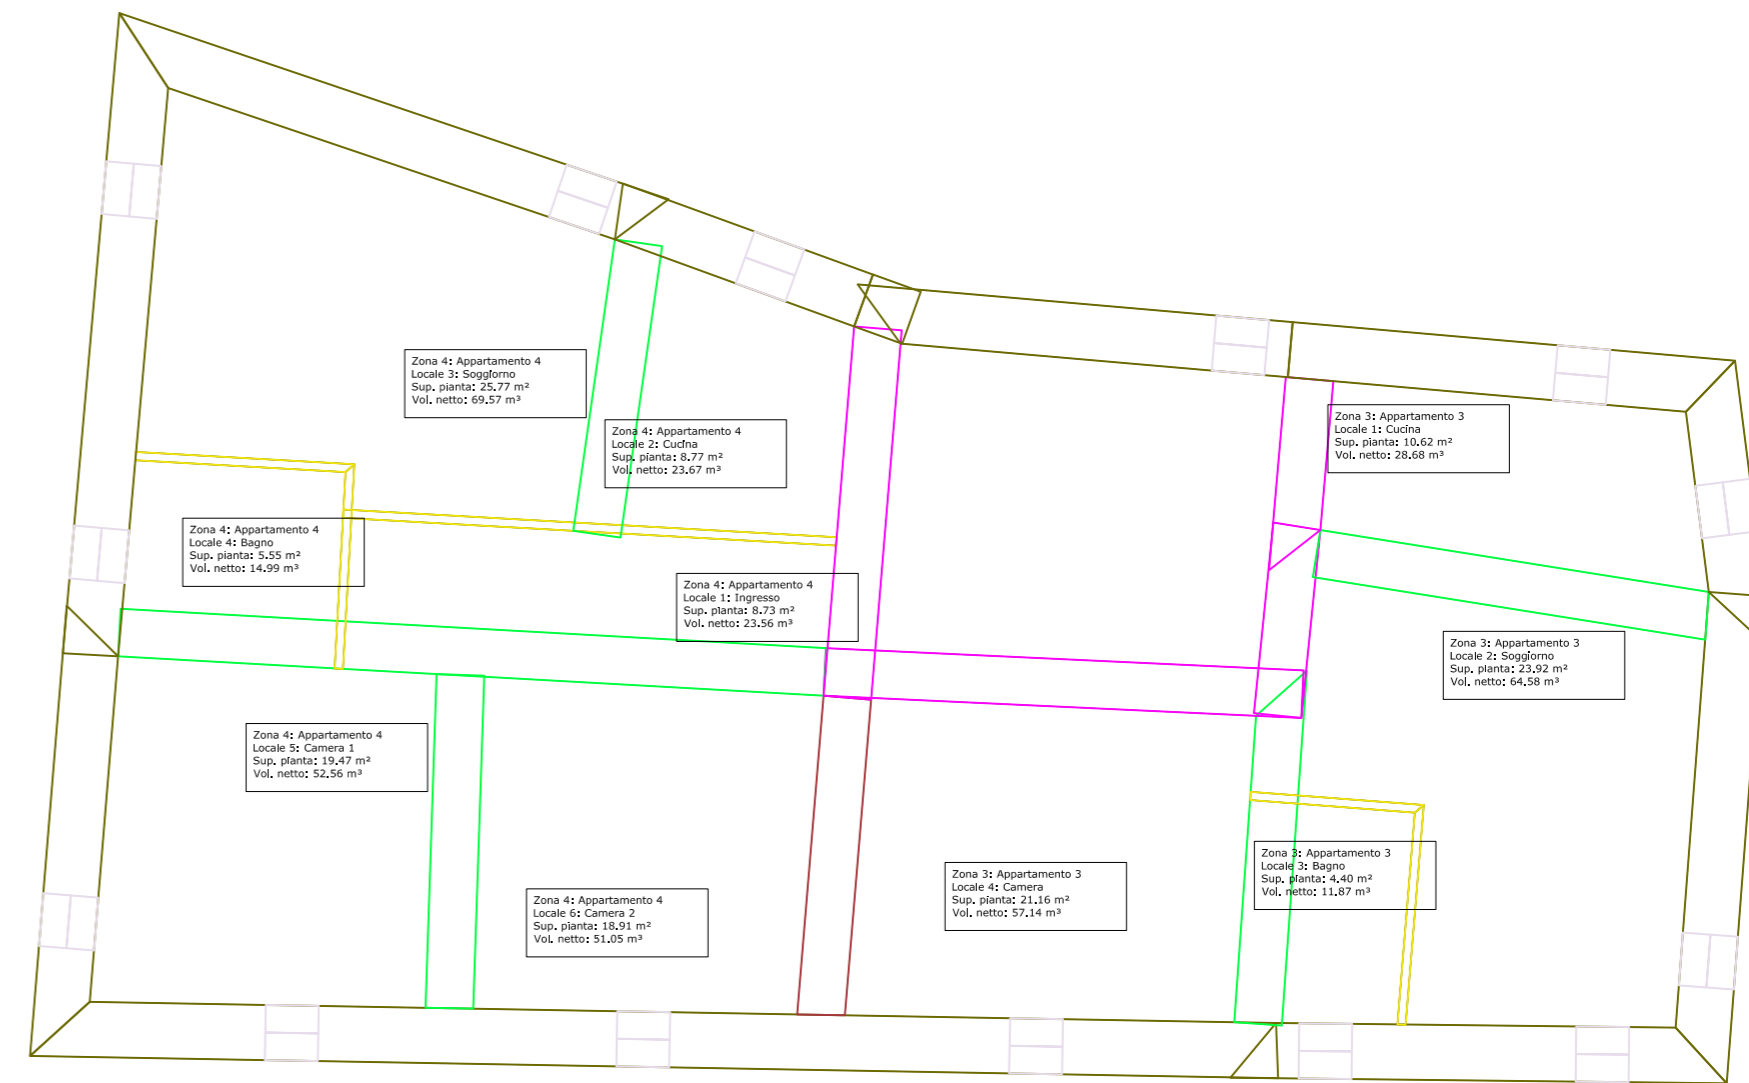 Zona 4: Appartamento 4
Locale 3: Soggiorno
Sup. pianta: 25.77 m²
Vol. netto: 69.57 m³
Zona 4: Appartamento 4
Locale 2: Cucina
Sup. pianta: 8.77 m²
Vol. netto: 23.67 m³
Zona 3: Appartamento 3
Locale 1: Cucina
Sup. pianta: 10.62 m²
Vol. netto: 28.68 m³
Zona 4: Appartamento 4
Locale 4: Bagno
Sup. pianta: 5.55 m²
Vol. netto: 14.99 m³
Zona 4: Appartamento 4
Locale 1: Ingresso
Sup. pianta: 8.73 m²
Vol. netto: 23.56 m³
Zona 3: Appartamento 3
Locale 2: Soggiorno
Sup. pianta: 23.92 m²
Vol. netto: 64.58 m³
Zona 4: Appartamento 4
Locale 5: Camera 1
Sup. pianta: 19.47 m²
Vol. netto: 52.56 m³
Zona 4: Appartamento 4
Locale 6: Camera 2
Sup. pianta: 18.91 m²
Vol. netto: 51.05 m³
Zona 3: Appartamento 3
Locale 4: Camera
Sup. pianta: 21.16 m²
Vol. netto: 57.14 m³
Zona 3: Appartamento 3
Locale 3: Bagno
Sup. pianta: 4.40 m²
Vol. netto: 11.87 m³